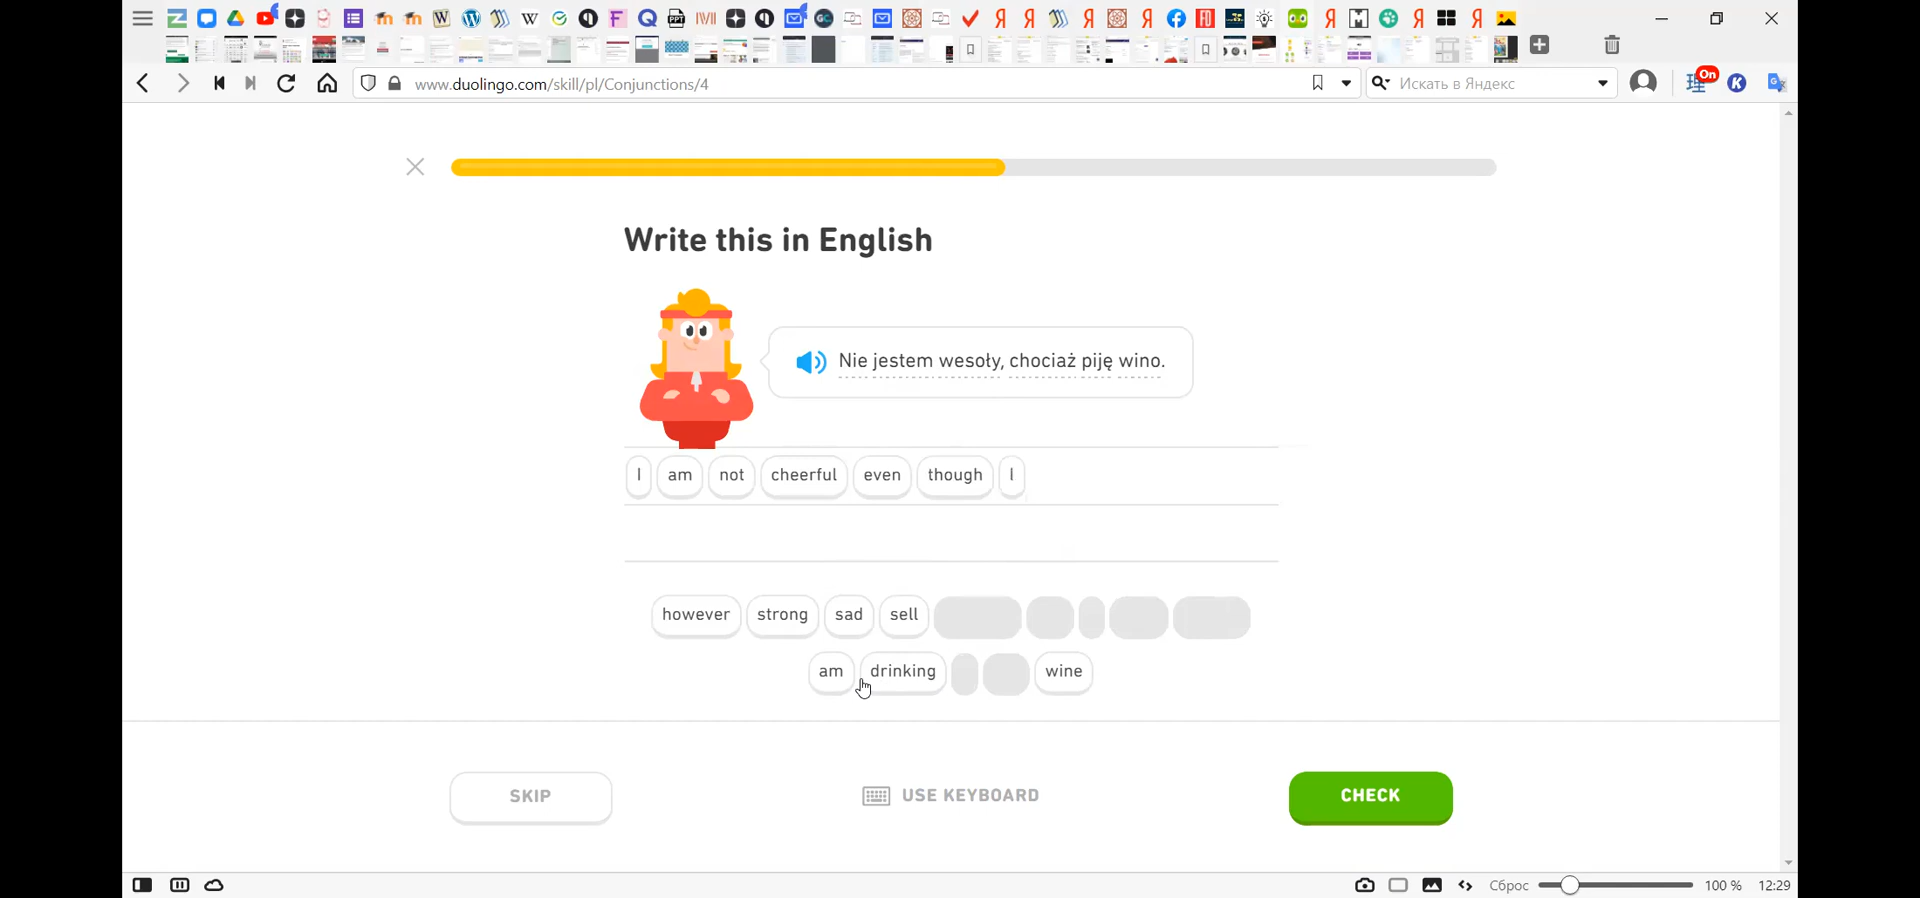 On
www.duolingo.com/skill/pl/Conjunctions/4
Искать в Яндекс
Write this in English
Nie jestem wesoły, chociaż piję wino.
I am not cheerful even though I
however strong sad sell
am drinking wine
SKIP
USE KEYBOARD
CHECK
Сброс
100 %
12:29